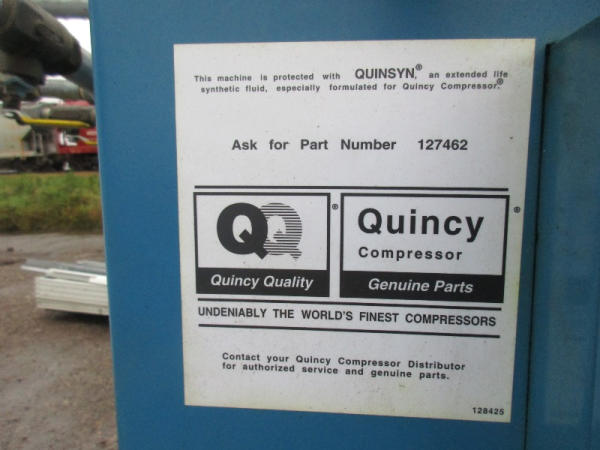 This machine is protected with QUINSYN,® an extended life
synthetic fluid, especially formulated for Quincy Compressor.®
Ask for Part Number 127462
QQ ®
Quincy Quality
Quincy ®
Compressor
Genuine Parts
UNDENIABLY THE WORLD'S FINEST COMPRESSORS
Contact your Quincy Compressor Distributor
for authorized service and genuine parts.
128425